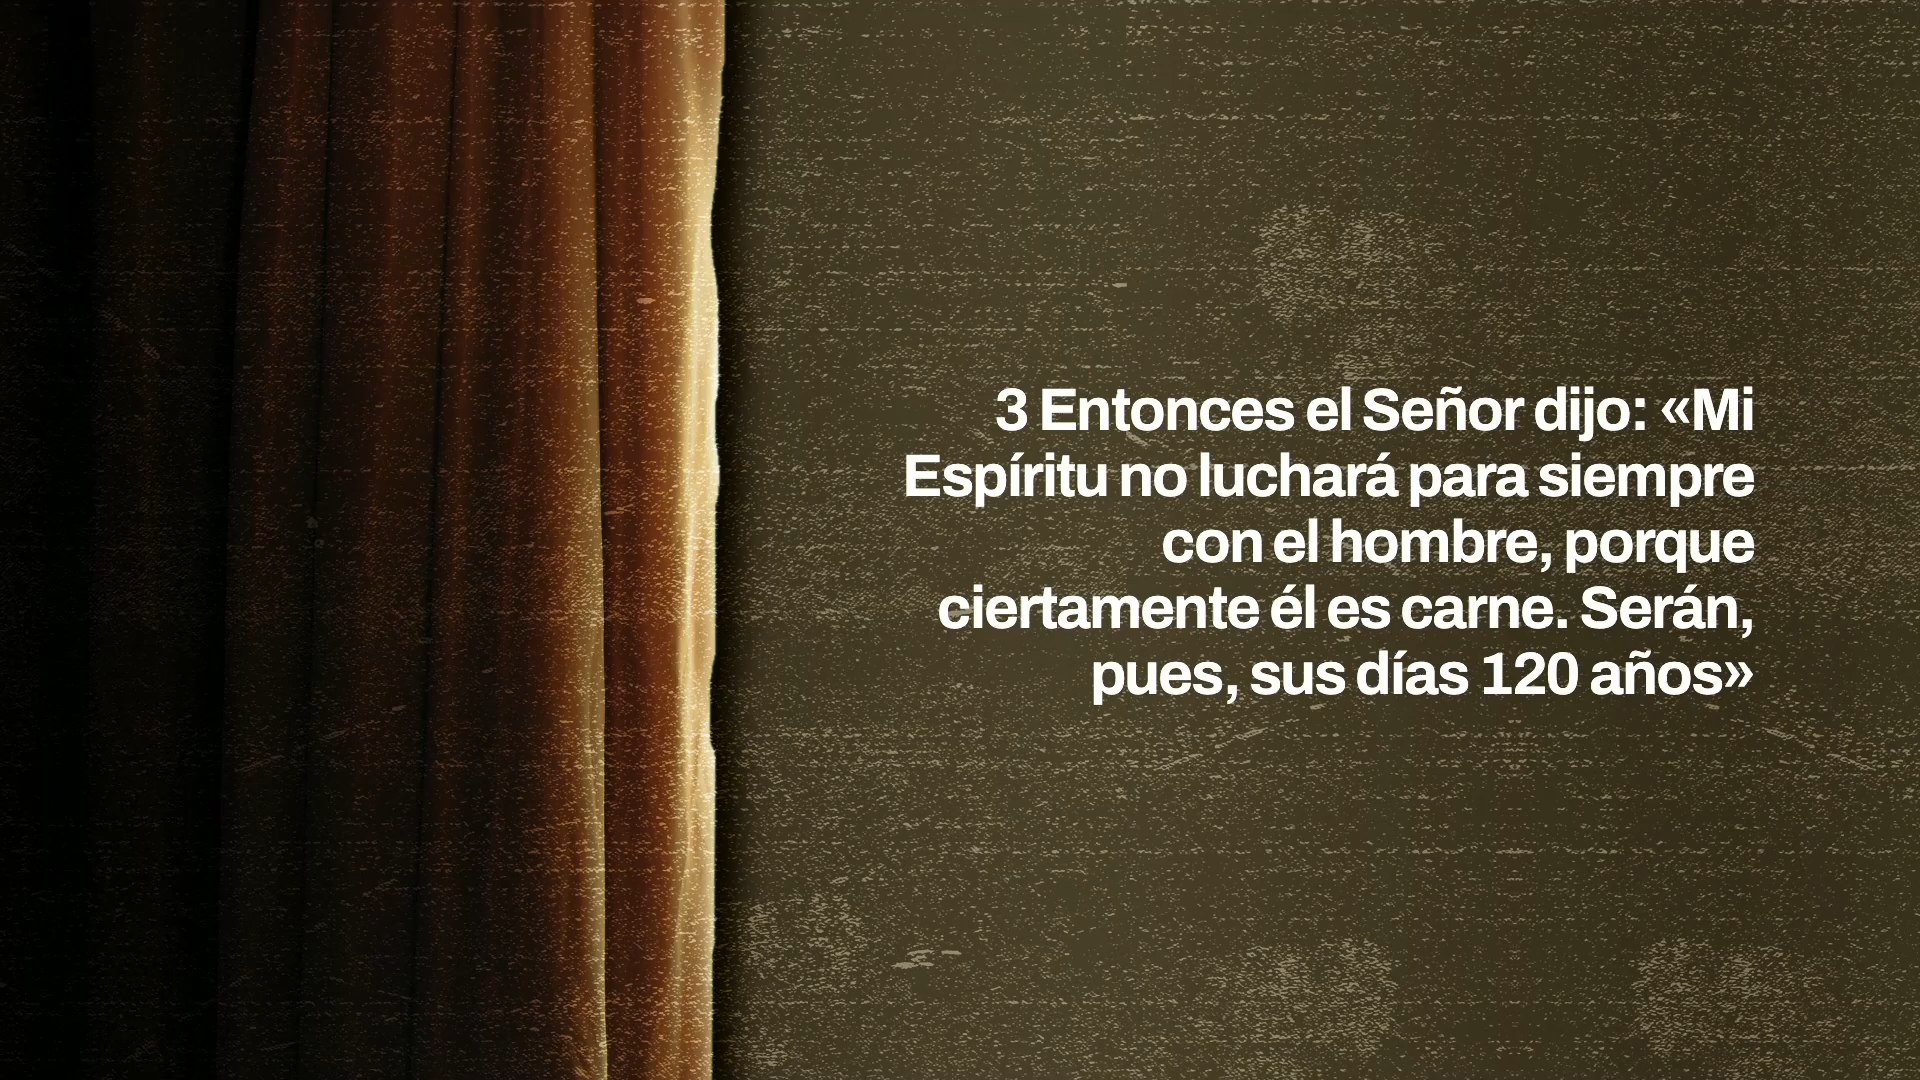 3 Entonces el Señor dijo: «Mi
Espíritu no luchará para siempre
con el hombre, porque
ciertamente él es carne. Serán,
pues, sus días 120 años»